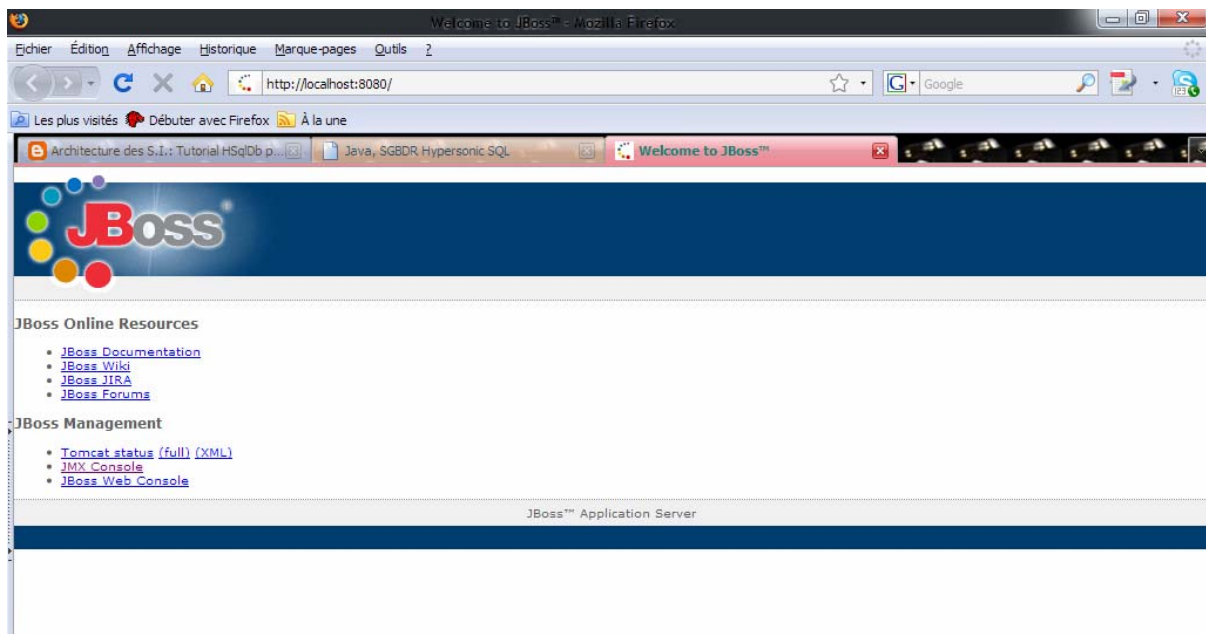 Welcome to JBoss™ - Mozilla Firefox
Fichier Édition Affichage Historique Marque-pages Outils ?
http://localhost:8080/
G Google
Les plus visités Débuter avec Firefox À la une
Architecture des S.I.: Tutorial HSqlDb p... Java, SGBDR Hypersonic SQL Welcome to JBoss™
JBoss®
JBoss Online Resources
JBoss Documentation
JBoss Wiki
JBoss JIRA
JBoss Forums
JBoss Management
Tomcat status (full) (XML)
JMX Console
JBoss Web Console
JBoss™ Application Server